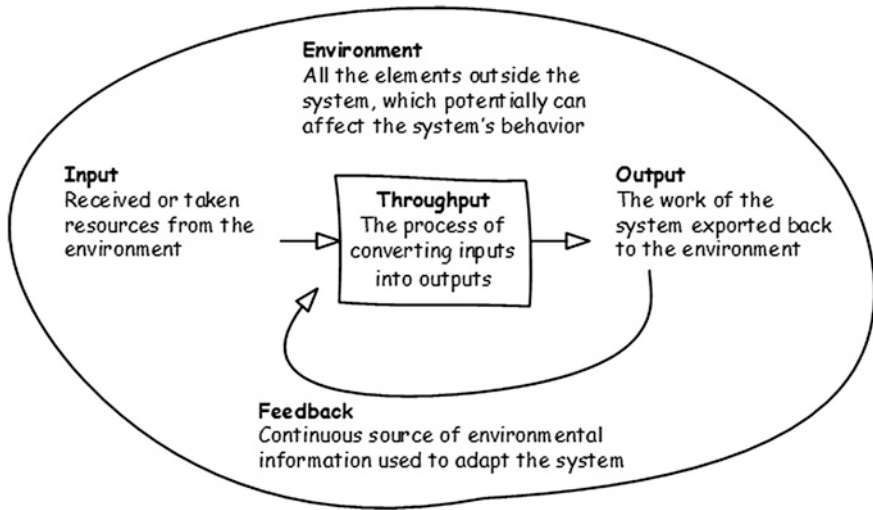 Environment
All the elements outside the
system, which potentially can
affect the system's behavior
Input
Received or taken
resources from the
environment
Throughput
The process of
converting inputs
into outputs
Output
The work of the
system exported back
to the environment
Feedback
Continuous source of environmental
information used to adapt the system